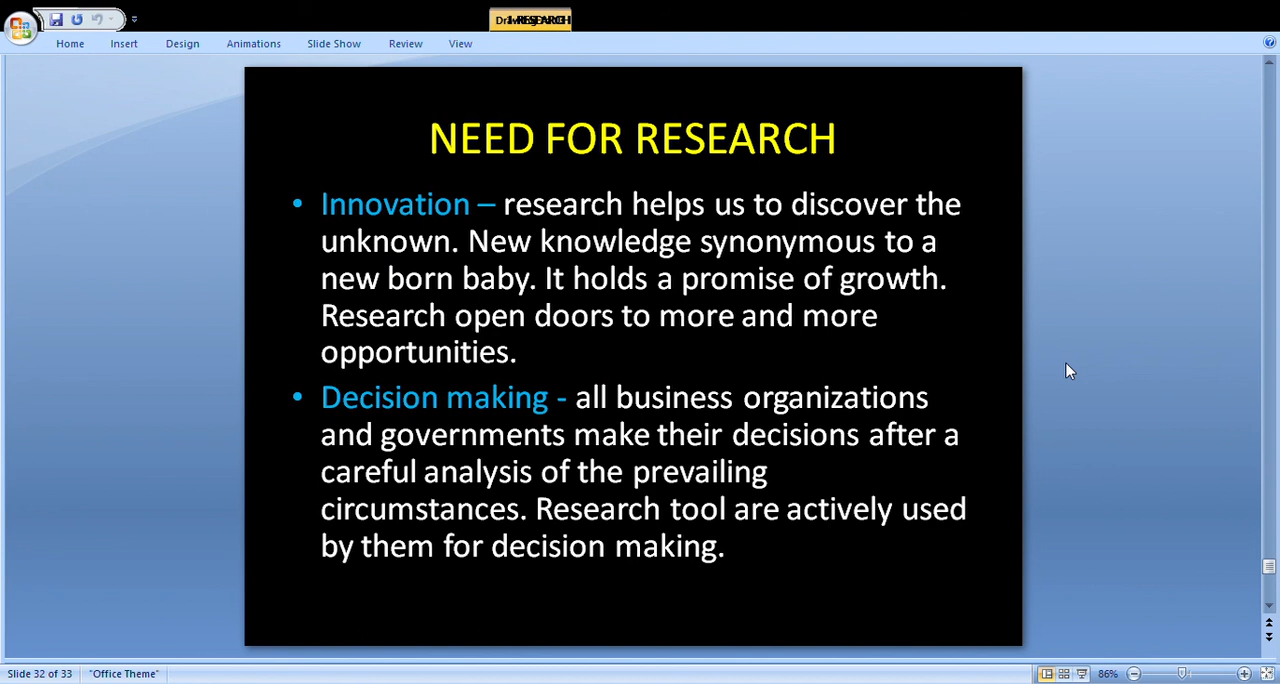 Home Insert Design Animations Slide Show Review View
NEED FOR RESEARCH
• Innovation – research helps us to discover the
unknown. New knowledge synonymous to a
new born baby. It holds a promise of growth.
Research open doors to more and more
opportunities.
• Decision making - all business organizations
and governments make their decisions after a
careful analysis of the prevailing
circumstances. Research tool are actively used
by them for decision making.
Slide 32 of 33 "Office Theme" 86%